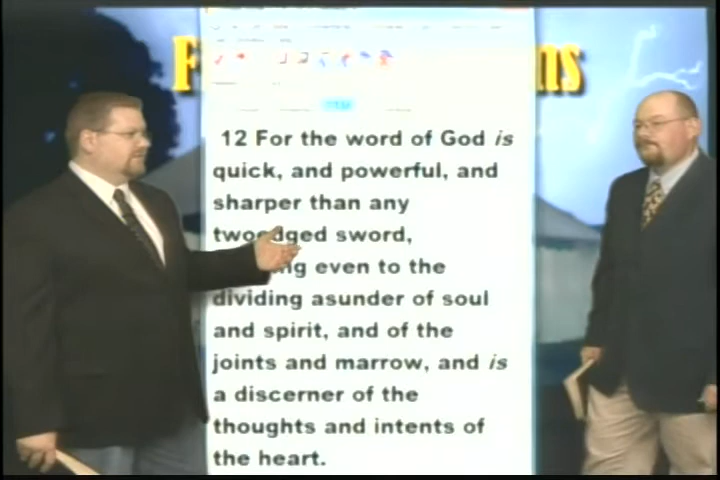 12 For the word of God is
quick, and powerful, and
sharper than any
twoedged sword,
even to the
dividing asunder of soul
and spirit, and of the
joints and marrow, and is
a discerner of the
thoughts and intents of
the heart.